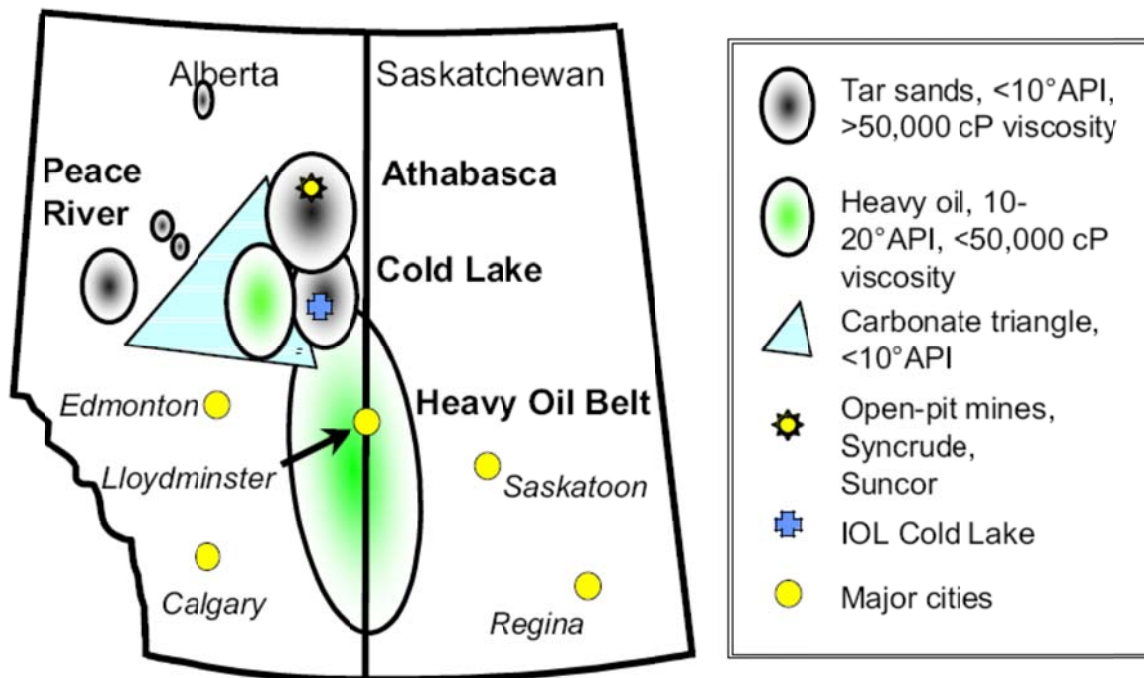 Alberta
Saskatchewan
Peace
River
Athabasca
Cold Lake
=
Edmonton
Heavy Oil Belt
Lloydminster
Saskatoon
Calgary
Regina
Tar sands, <10°API,
>50,000 cP viscosity
Heavy oil, 10-
20°API, <50,000 cP
viscosity
Carbonate triangle,
<10°API
Open-pit mines,
Syncrude,
Suncor
IOL Cold Lake
Major cities